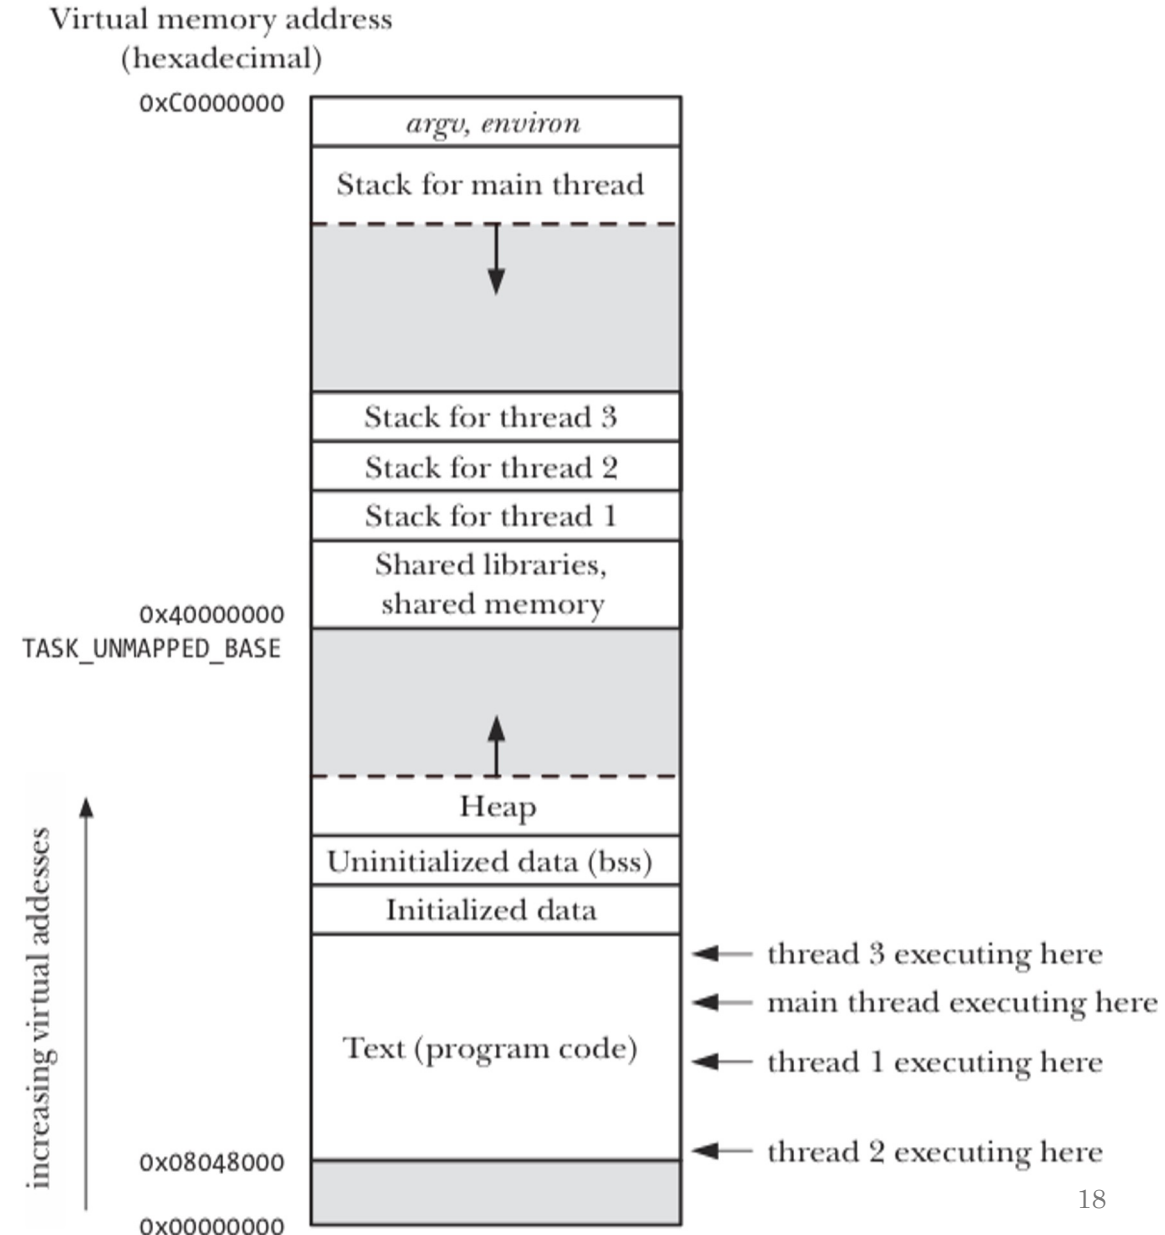 Virtual memory address
(hexadecimal)
0xC0000000
argv, environ
Stack for main thread
Stack for thread 3
Stack for thread 2
Stack for thread 1
Shared libraries,
shared memory
0x40000000
TASK_UNMAPPED_BASE
Heap
Uninitialized data (bss)
Initialized data
thread 3 executing here
main thread executing here
Text (program code)
thread 1 executing here
thread 2 executing here
increasing virtual addesses
0x08048000
0x00000000
18